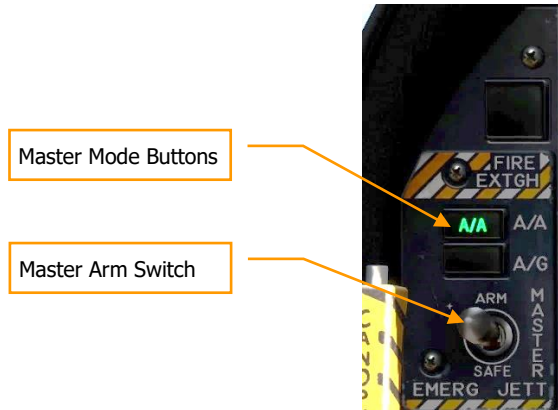 Master Mode Buttons
FIRE
EXTGH
A/A A/A
A/G
Master Arm Switch
ARM
MASTER
SAFE
EMERG JETT